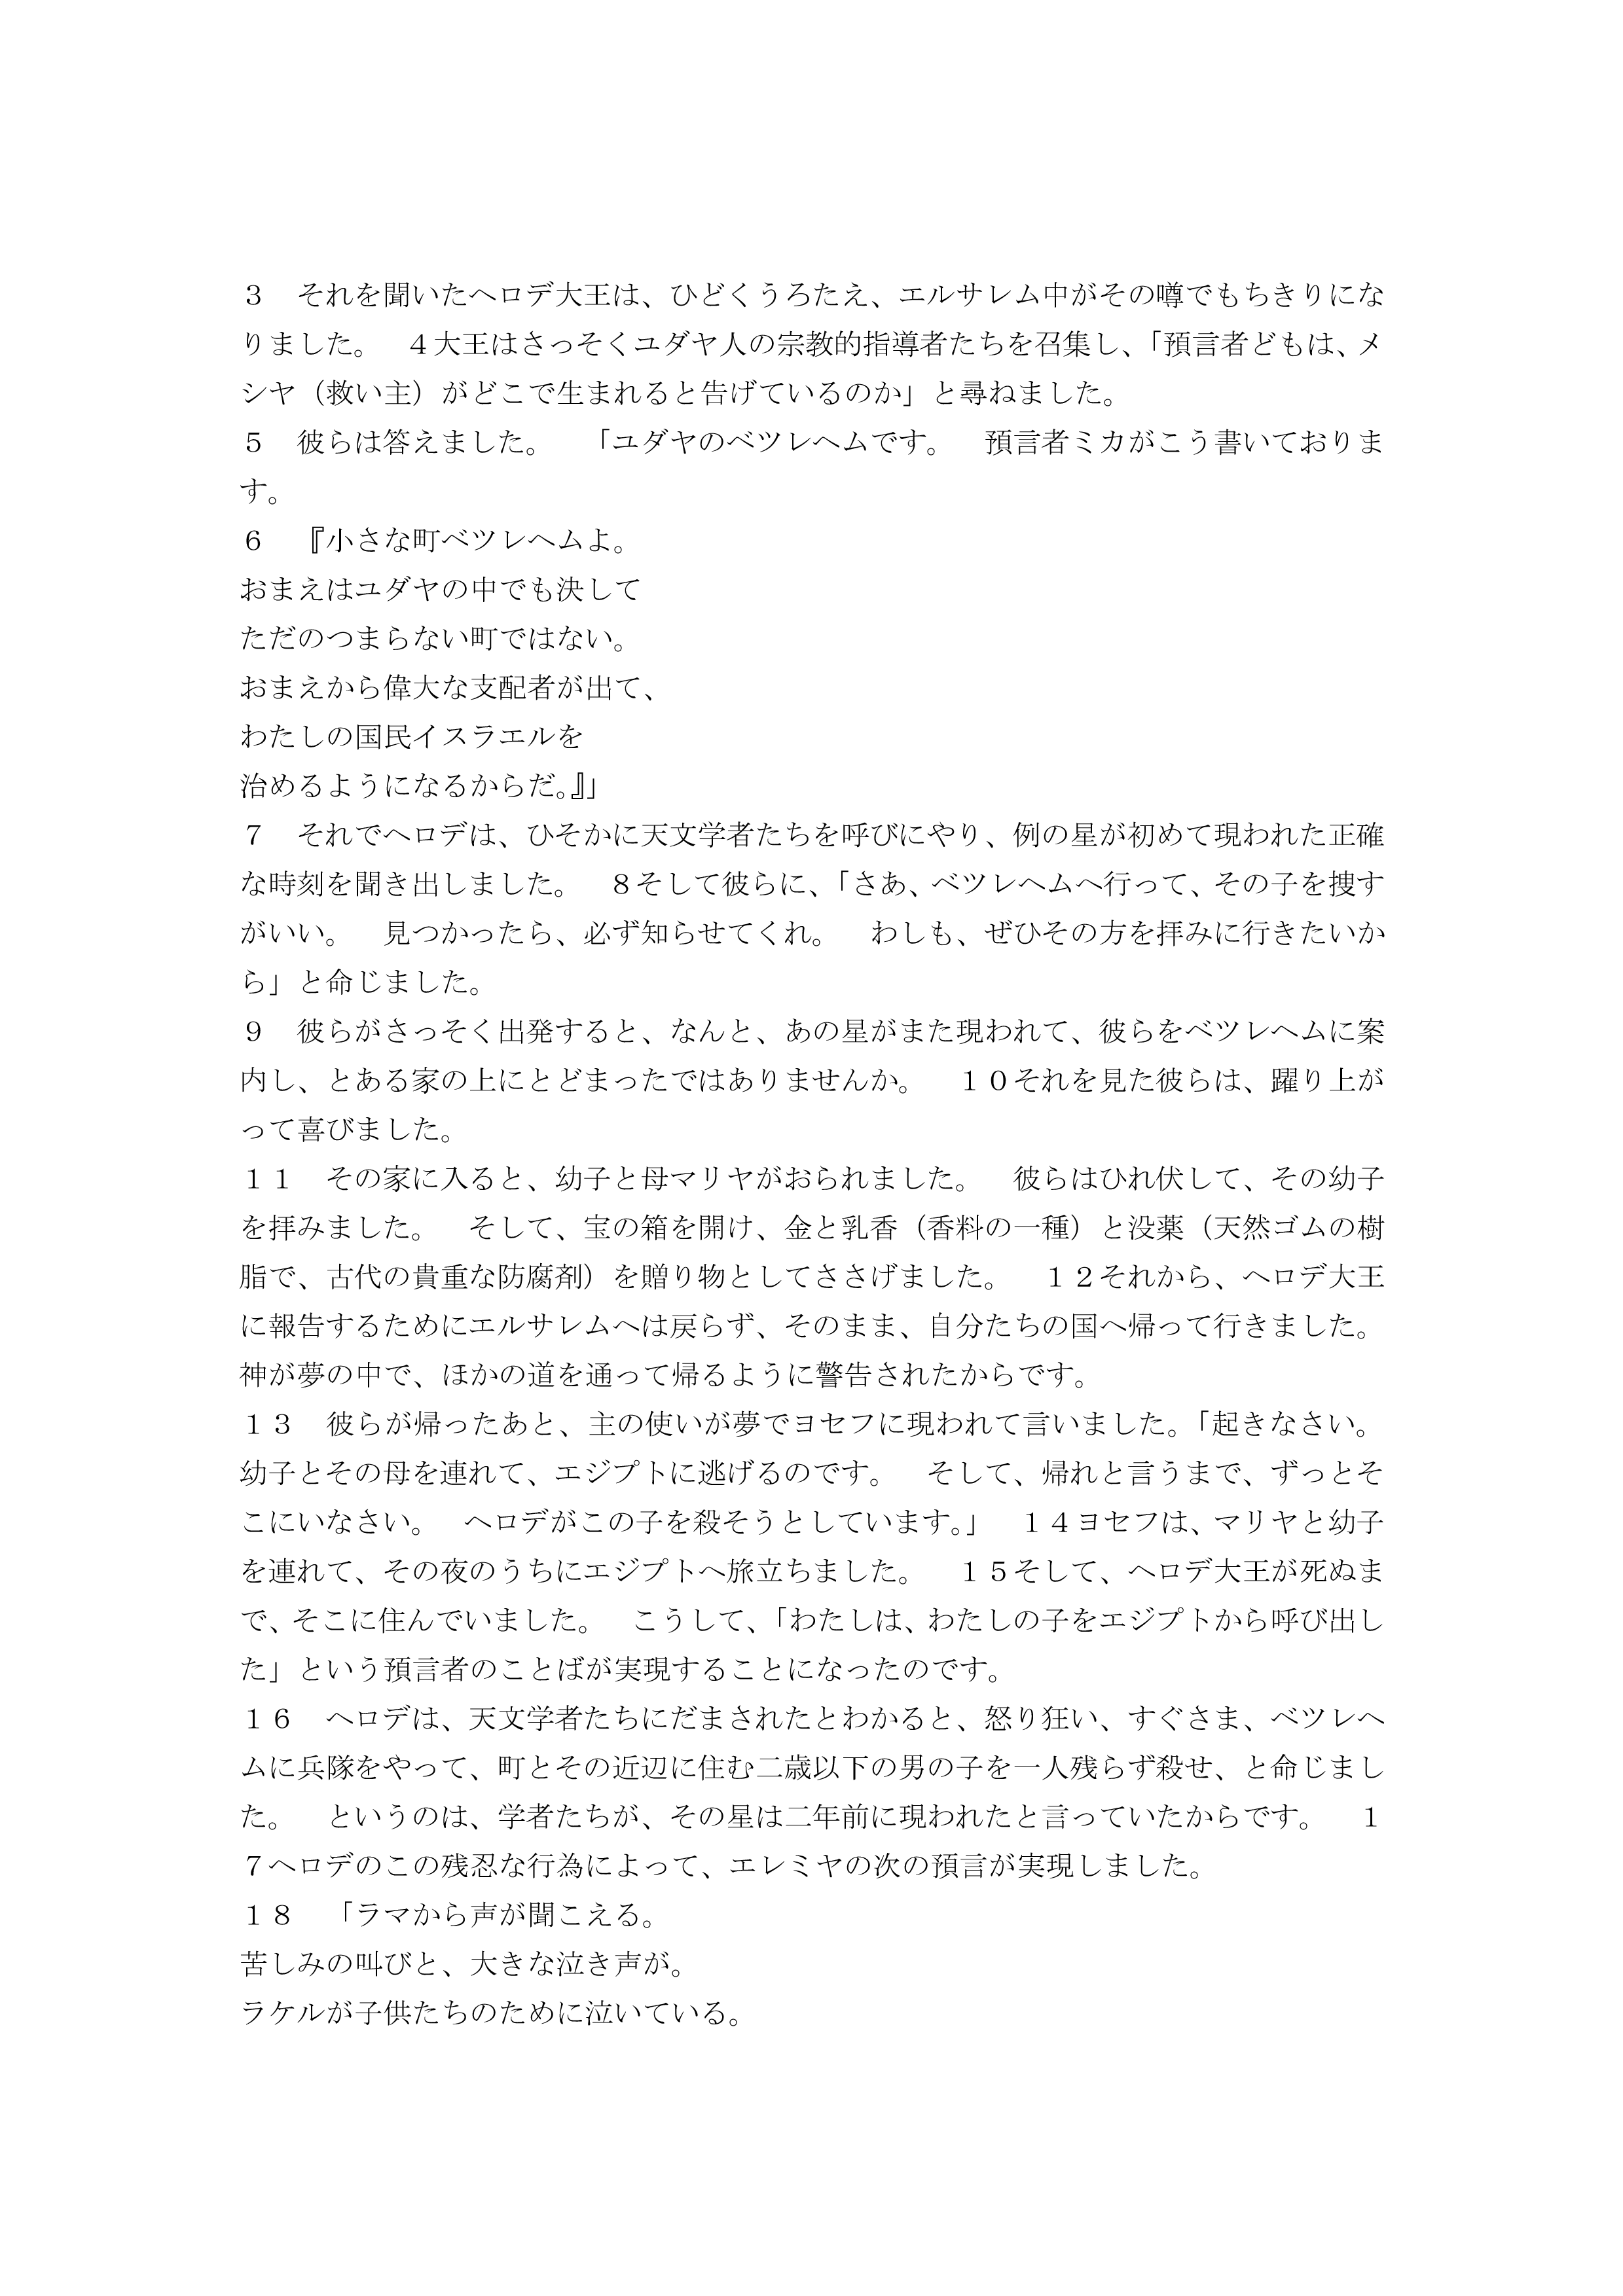 ３　それを聞いたヘロデ大王は、ひどくうろたえ、エルサレム中がその噂でもちきりにな
りました。　４大王はさっそくユダヤ人の宗教的指導者たちを召集し、「預言者どもは、メ
シヤ（救い主）がどこで生まれると告げているのか」と尋ねました。
５　彼らは答えました。　「ユダヤのベツレヘムです。　預言者ミカがこう書いておりま
す。
６　『小さな町ベツレヘムよ。
おまえはユダヤの中でも決して
ただのつまらない町ではない。
おまえから偉大な支配者が出て、
わたしの国民イスラエルを
治めるようになるからだ。』」
７　それでヘロデは、ひそかに天文学者たちを呼びにやり、例の星が初めて現われた正確
な時刻を聞き出しました。　８そして彼らに、「さあ、ベツレヘムへ行って、その子を捜す
がいい。　見つかったら、必ず知らせてくれ。　わしも、ぜひその方を拝みに行きたいか
ら」と命じました。
９　彼らがさっそく出発すると、なんと、あの星がまた現われて、彼らをベツレヘムに案
内し、とある家の上にとどまったではありませんか。　１０それを見た彼らは、躍り上が
って喜びました。
１１　その家に入ると、幼子と母マリヤがおられました。　彼らはひれ伏して、その幼子
を拝みました。　そして、宝の箱を開け、金と乳香（香料の一種）と没薬（天然ゴムの樹
脂で、古代の貴重な防腐剤）を贈り物としてささげました。　１２それから、ヘロデ大王
に報告するためにエルサレムへは戻らず、そのまま、自分たちの国へ帰って行きました。
神が夢の中で、ほかの道を通って帰るように警告されたからです。
１３　彼らが帰ったあと、主の使いが夢でヨセフに現われて言いました。「起きなさい。
幼子とその母を連れて、エジプトに逃げるのです。　そして、帰れと言うまで、ずっとそ
こにいなさい。　ヘロデがこの子を殺そうとしています。」　１４ヨセフは、マリヤと幼子
を連れて、その夜のうちにエジプトへ旅立ちました。　１５そして、ヘロデ大王が死ぬま
で、そこに住んでいました。　こうして、「わたしは、わたしの子をエジプトから呼び出し
た」という預言者のことばが実現することになったのです。
１６　ヘロデは、天文学者たちにだまされたとわかると、怒り狂い、すぐさま、ベツレヘ
ムに兵隊をやって、町とその近辺に住む二歳以下の男の子を一人残らず殺せ、と命じまし
た。　というのは、学者たちが、その星は二年前に現われたと言っていたからです。　１
７ヘロデのこの残忍な行為によって、エレミヤの次の預言が実現しました。
１８　「ラマから声が聞こえる。
苦しみの叫びと、大きな泣き声が。
ラケルが子供たちのために泣いている。